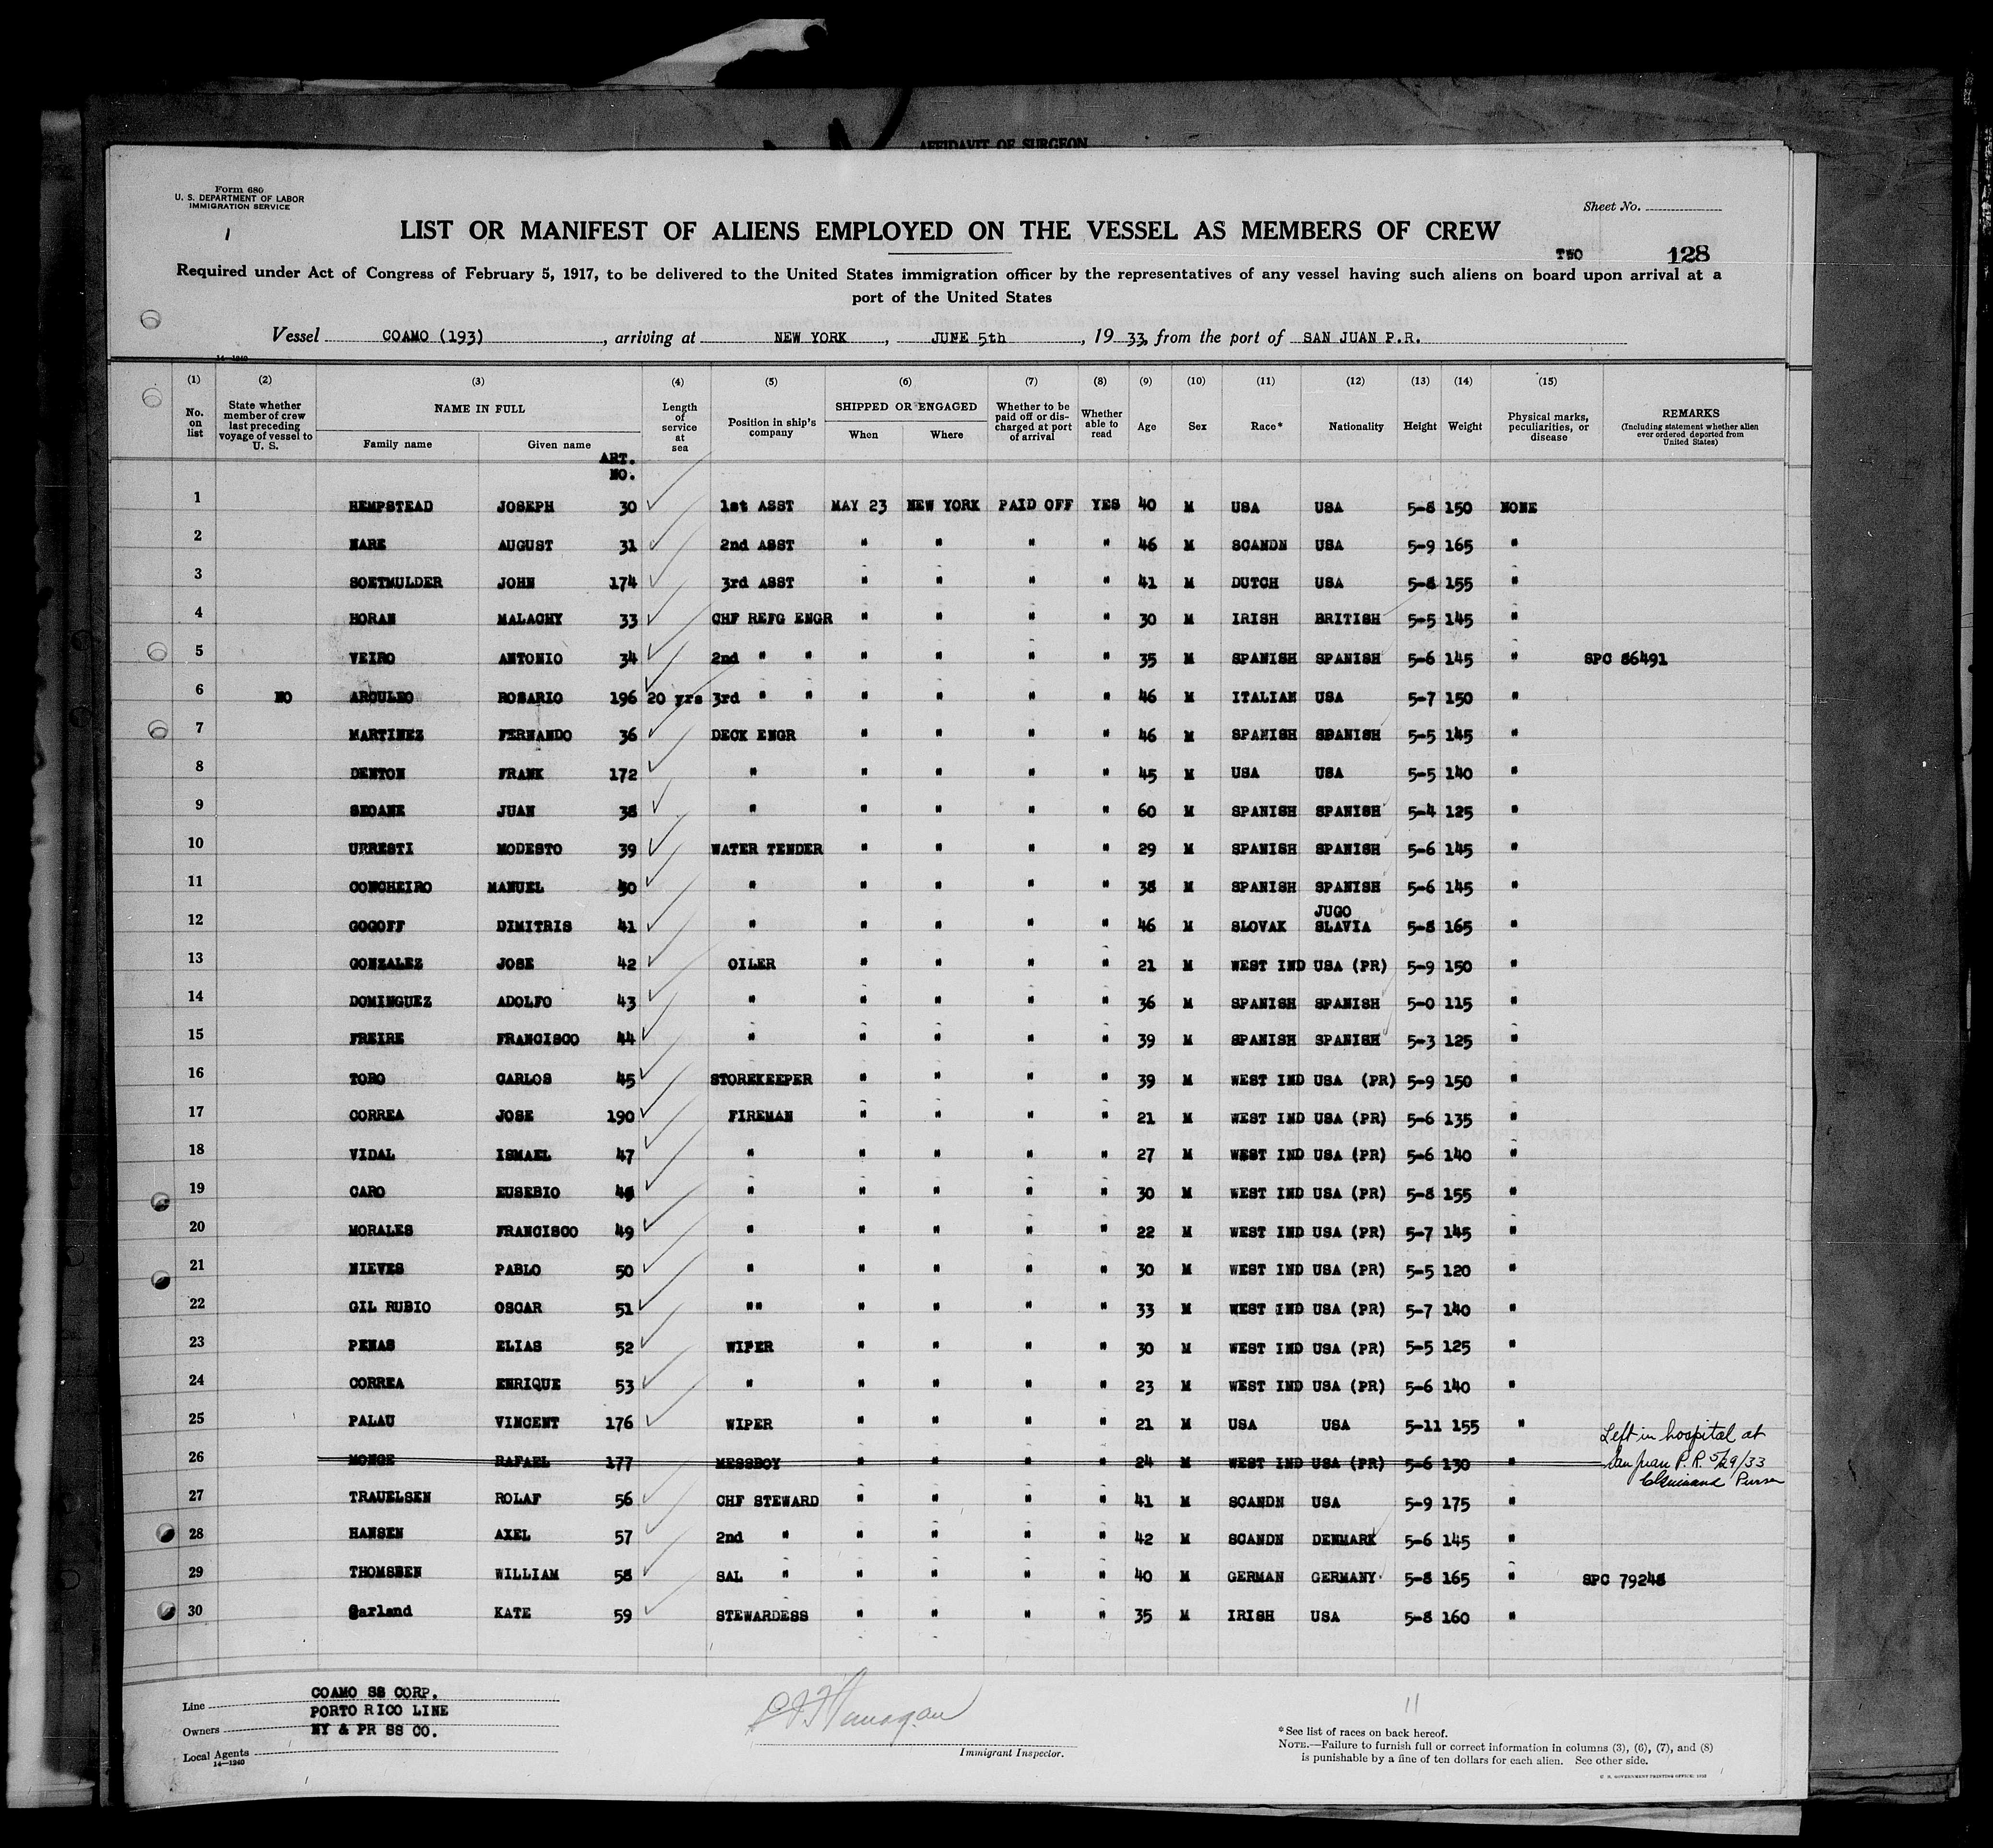 AFFIDAVIT OF SURGEON
Form 680
U. S. DEPARTMENT OF LABOR
IMMIGRATION SERVICE
1
Sheet No.
LIST OR MANIFEST OF ALIENS EMPLOYED ON THE VESSEL AS MEMBERS OF CREW
TWO 128
Required under Act of Congress of February 5, 1917, to be delivered to the United States immigration officer by the representatives of any vessel having such aliens on board upon arrival at a
port of the United States
Vessel COAMO (193), arriving at NEW YORK, JUNE 5th, 1933, from the port of SAN JUAN P.R.
14—1240
(1) (2) (3) (4) (5) (6) (7) (8) (9) (10) (11) (12) (13) (14) (15)
No. on list
State whether member of crew last preceding voyage of vessel to U. S.
NAME IN FULL
Family name Given name
Length of service at sea
Position in ship's company
SHIPPED OR ENGAGED
When Where
Whether to be paid off or discharged at port of arrival
Whether able to read
Age Sex Race* Nationality Height Weight
Physical marks, peculiarities, or disease
REMARKS
(Including statement whether alien ever ordered deported from United States)
ART.
NO.
1 HEMPSTEAD JOSEPH 30 1st ASST MAY 23 NEW YORK PAID OFF YES 40 M USA USA 5-8 150 NONE
2 NARK AUGUST 31 2nd ASST " " " " 46 M SCANDN USA 5-9 165 "
3 SOETMULDER JOHN 174 3rd ASST " " " " 41 M DUTCH USA 5-8 155 "
4 HORAN MALACHY 33 CHF REFG ENGR " " " " 30 M IRISH BRITISH 5-5 145 "
5 VEIRO ANTONIO 34 2nd " " " " " " 35 M SPANISH SPANISH 5-6 145 " SPC 86491
6 NO ARCULEO ROSARIO 196 20 yrs 3rd " " " " " " 46 M ITALIAN USA 5-7 150 "
7 MARTINEZ FERNANDO 36 DECK ENGR " " " " 46 M SPANISH SPANISH 5-5 145 "
8 DENTON FRANK 172 " " " " " 45 M USA USA 5-5 140 "
9 SEOANE JUAN 38 " " " " " 60 M SPANISH SPANISH 5-4 125 "
10 URRESTI MODESTO 39 WATER TENDER " " " " 29 M SPANISH SPANISH 5-6 145 "
11 CONCHEIRO MANUEL 40 " " " " " 38 M SPANISH SPANISH 5-6 145 "
12 GOGOFF DIMITRIS 41 " " " " " 46 M SLOVAK JUGO SLAVIA 5-8 165 "
13 GONZALEZ JOSE 42 OILER " " " " 21 M WEST IND USA (PR) 5-9 150 "
14 DOMINGUEZ ADOLFO 43 " " " " " 36 M SPANISH SPANISH 5-0 115 "
15 FREIRE FRANCISCO 44 " " " " " 39 M SPANISH SPANISH 5-3 125 "
16 TORO CARLOS 45 STOREKEEPER " " " " 39 M WEST IND USA (PR) 5-9 150 "
17 CORREA JOSE 190 FIREMAN " " " " 21 M WEST IND USA (PR) 5-6 135 "
18 VIDAL ISMAEL 47 " " " " " 27 M WEST IND USA (PR) 5-6 140 "
19 CARO EUSEBIO 48 " " " " " 30 M WEST IND USA (PR) 5-8 155 "
20 MORALES FRANCISCO 49 " " " " " 22 M WEST IND USA (PR) 5-7 145 "
21 NIEVES PABLO 50 " " " " " 30 M WEST IND USA (PR) 5-5 120 "
22 GIL RUBIO OSCAR 51 "" " " " " 33 M WEST IND USA (PR) 5-7 140 "
23 PENAS ELIAS 52 WIPER " " " " 30 M WEST IND USA (PR) 5-5 125 "
24 CORREA ENRIQUE 53 " " " " " 23 M WEST IND USA (PR) 5-6 140 "
25 PALAU VINCENT 176 WIPER " " " " 21 M USA USA 5-11 155 "
26 MONGE RAFAEL 177 MESSBOY " " " " 24 M WEST IND USA (PR) 5-6 130 " Left in hospital at San Juan P.R. 5/29/33 Purser
27 TRAUELSEN ROLAF 56 CHF STEWARD " " " " 41 M SCANDN USA 5-9 175 "
28 HANSEN AXEL 57 2nd " " " " " 42 M SCANDN DENMARK 5-6 145 "
29 THOMSSEN WILLIAM 58 SAL " " " " " 40 M GERMAN GERMANY 5-8 165 " SPC 79248
30 Garland KATE 59 STEWARDESS " " " " 35 M IRISH USA 5-8 160 "
Line COAMO SS CORP.
PORTO RICO LINE
Owners NY & PR SS CO.
Local Agents
14—1240
Immigrant Inspector.
11
*See list of races on back hereof.
NOTE.—Failure to furnish full or correct information in columns (3), (6), (7), and (8)
is punishable by a fine of ten dollars for each alien. See other side.